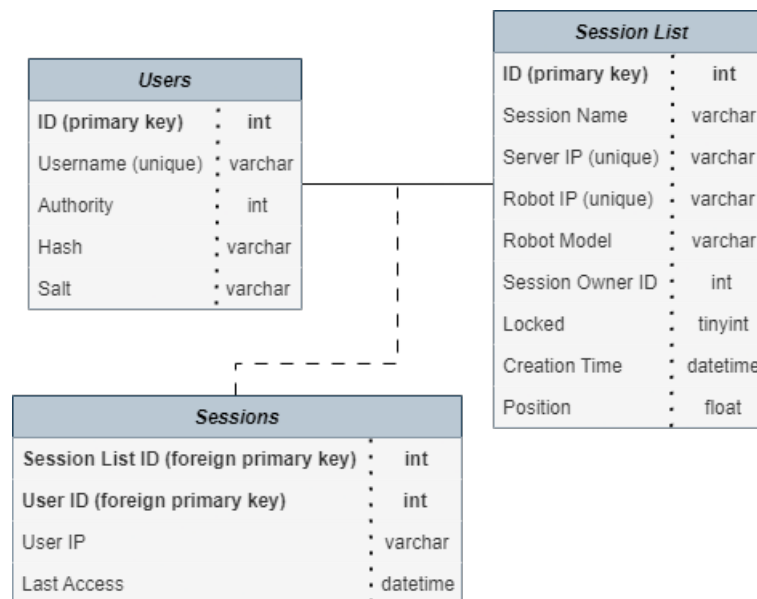 Users
ID (primary key) int
Username (unique) varchar
Authority int
Hash varchar
Salt varchar
Session List
ID (primary key) int
Session Name varchar
Server IP (unique) varchar
Robot IP (unique) varchar
Robot Model varchar
Session Owner ID int
Locked tinyint
Creation Time datetime
Position float
Sessions
Session List ID (foreign primary key) int
User ID (foreign primary key) int
User IP varchar
Last Access datetime